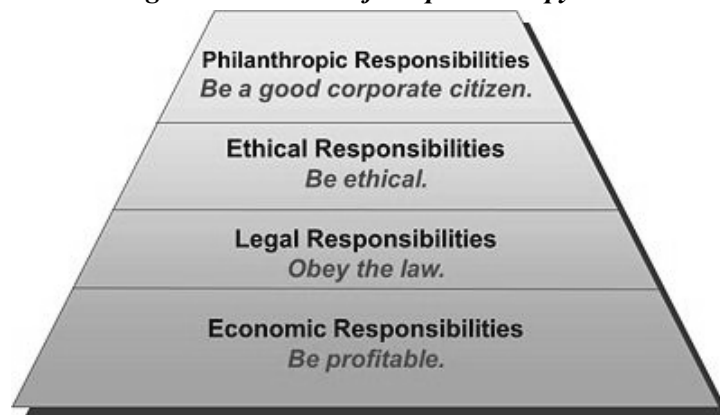 Philanthropic Responsibilities
Be a good corporate citizen.
Ethical Responsibilities
Be ethical.
Legal Responsibilities
Obey the law.
Economic Responsibilities
Be profitable.